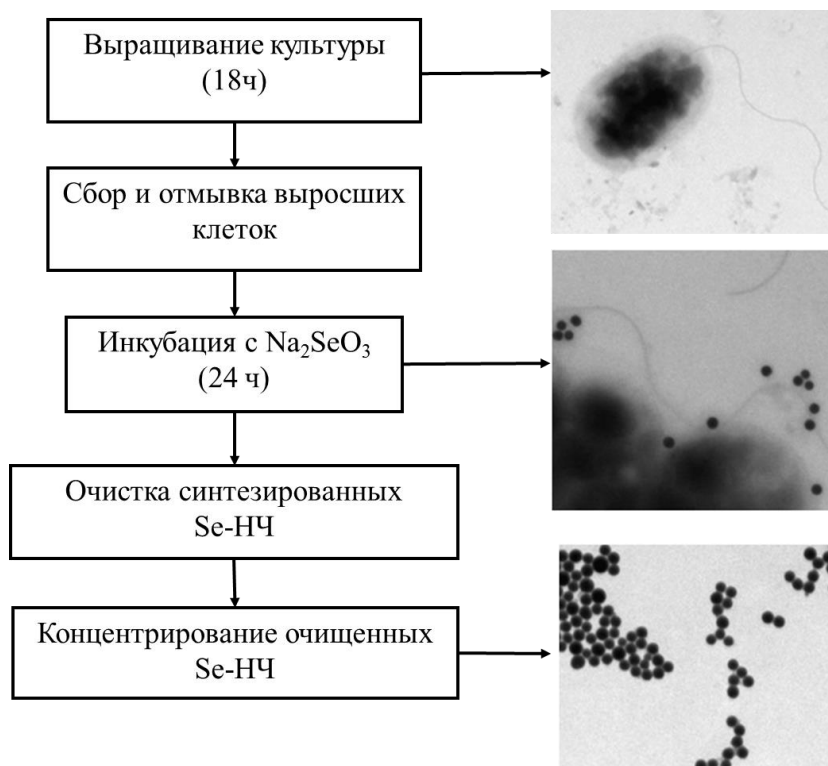 Выращивание культуры
(18ч)
Сбор и отмывка выросших
клеток
Инкубация с Na₂SeO₃
(24 ч)
Очистка синтезированных
Se-НЧ
Концентрирование очищенных
Se-НЧ